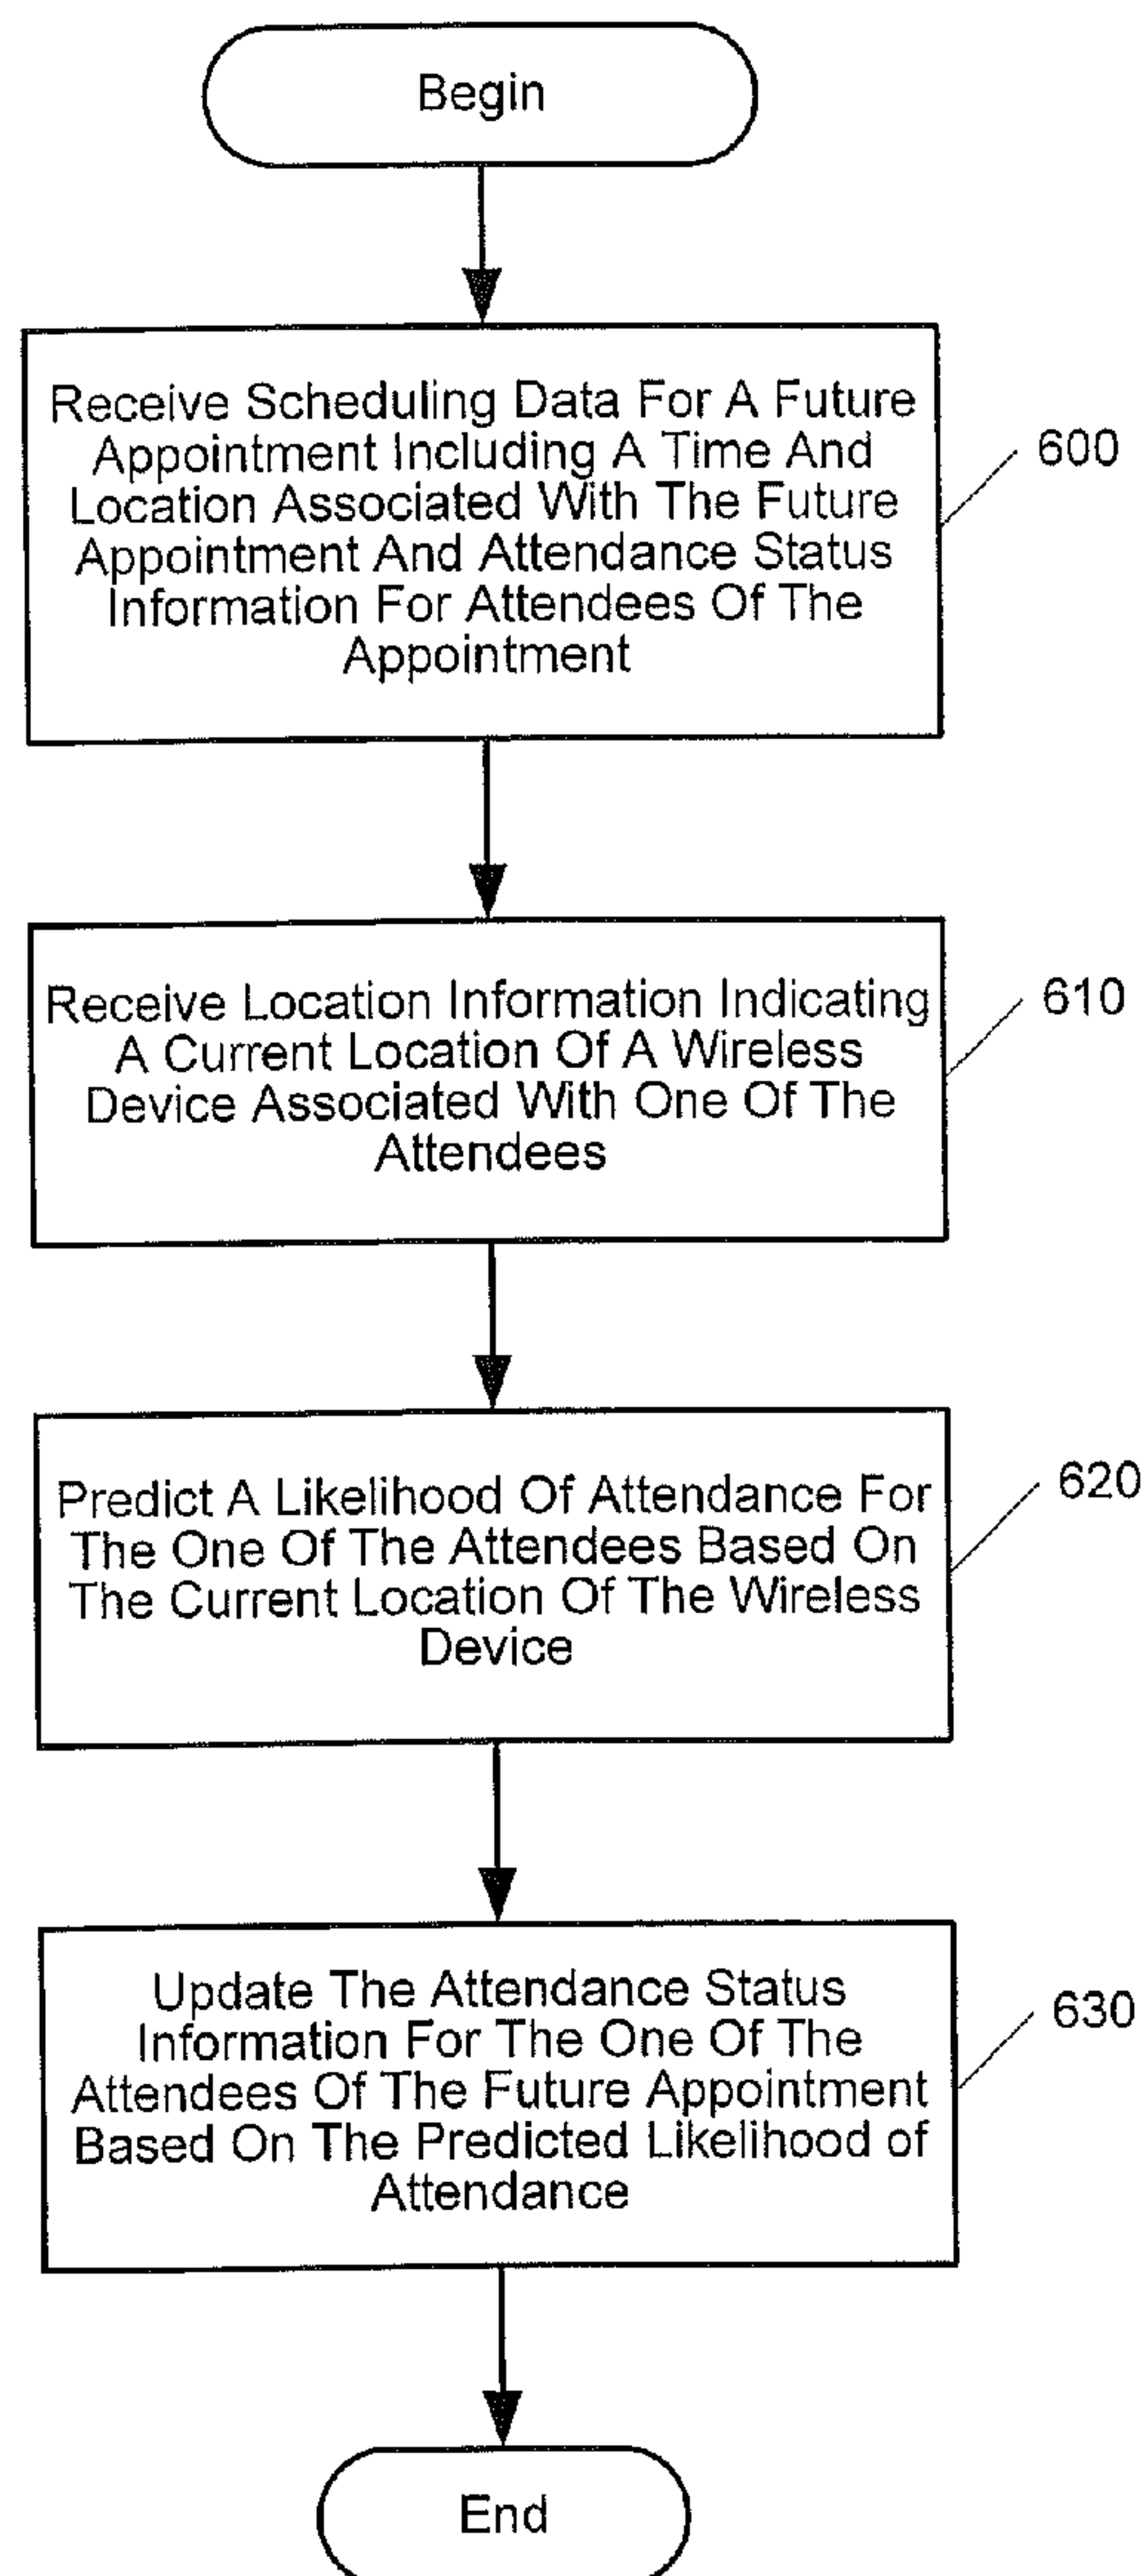 Begin
Receive Scheduling Data For A Future
Appointment Including A Time And
Location Associated With The Future
Appointment And Attendance Status
Information For Attendees Of The
Appointment
600
Receive Location Information Indicating
A Current Location Of A Wireless
Device Associated With One Of The
Attendees
610
Predict A Likelihood Of Attendance For
The One Of The Attendees Based On
The Current Location Of The Wireless
Device
620
Update The Attendance Status
Information For The One Of The
Attendees Of The Future Appointment
Based On The Predicted Likelihood of
Attendance
630
End